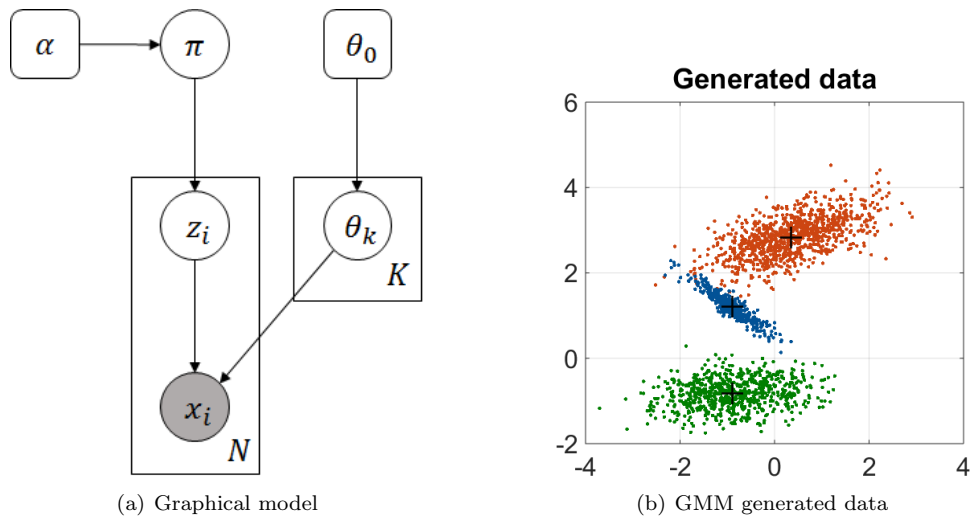 α
π
θ₀
zᵢ
θₖ
K
xᵢ
N
(a) Graphical model
Generated data
6
4
2
0
-2
-4
-2
0
2
4
(b) GMM generated data